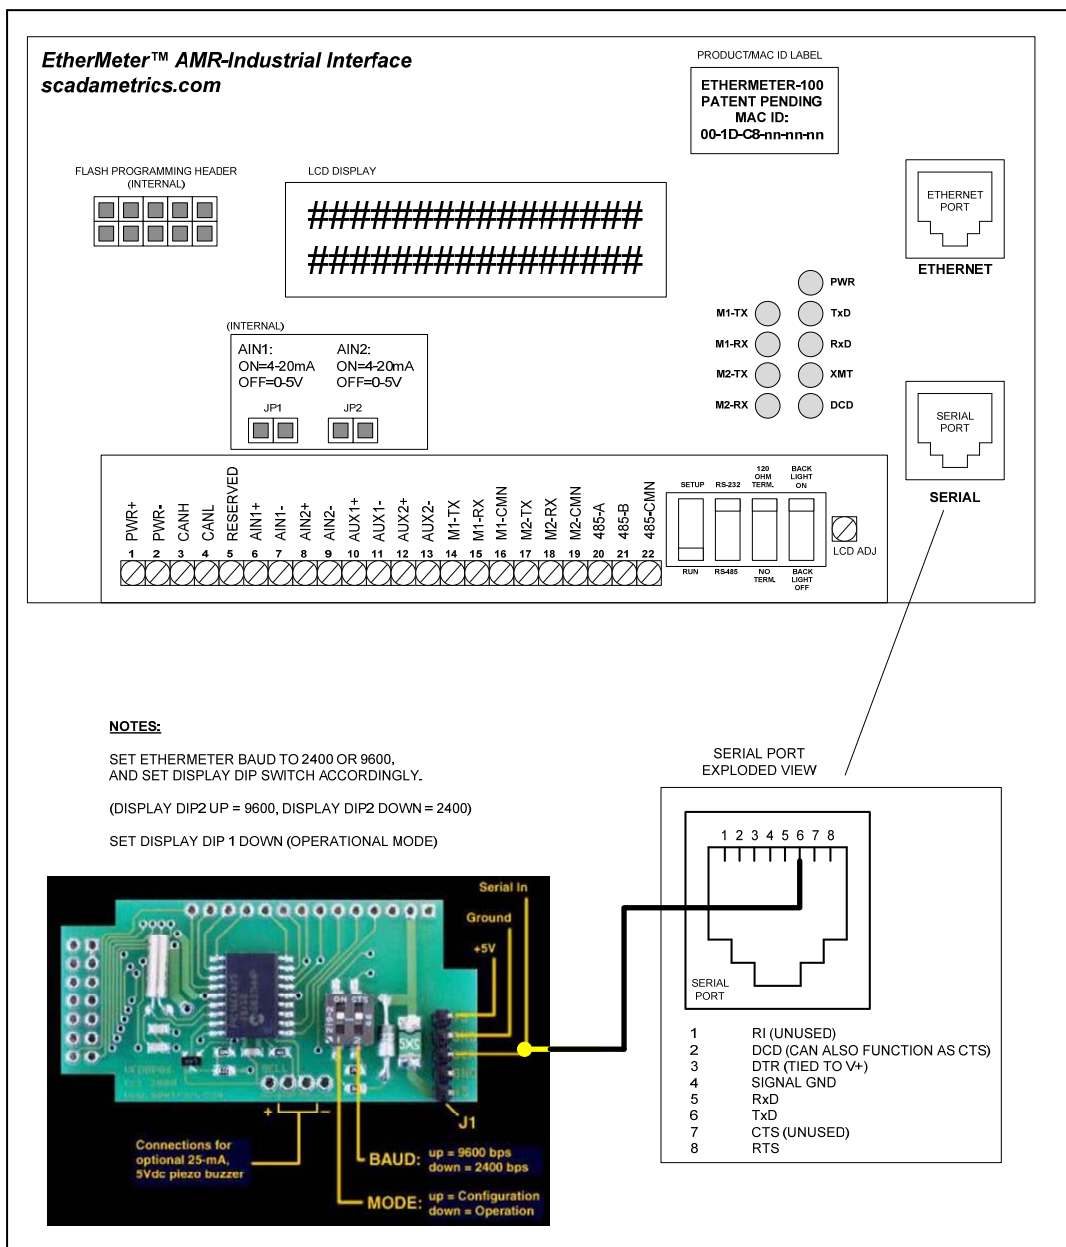 EtherMeter™ AMR-Industrial Interface
scadametrics.com
PRODUCT/MAC ID LABEL
ETHERMETER-100
PATENT PENDING
MAC ID:
00-1D-C8-nn-nn-nn
FLASH PROGRAMMING HEADER
(INTERNAL)
LCD DISPLAY
################
################
ETHERNET
PORT
ETHERNET
PWR
M1-TX
TxD
M1-RX
RxD
M2-TX
XMT
M2-RX
DCD
(INTERNAL)
AIN1:
ON=4-20mA
OFF=0-5V
AIN2:
ON=4-20mA
OFF=0-5V
JP1
JP2
SERIAL
PORT
SERIAL
PWR+
PWR-
CANH
CANL
RESERVED
AIN1+
AIN1-
AIN2+
AIN2-
AUX1+
AUX1-
AUX2+
AUX2-
M1-TX
M1-RX
M1-CMN
M2-TX
M2-RX
M2-CMN
485-A
485-B
485-CMN
1 2 3 4 5 6 7 8 9 10 11 12 13 14 15 16 17 18 19 20 21 22
SETUP
RS-232
120
OHM
TERM.
BACK
LIGHT
ON
RUN
RS-485
NO
TERM.
BACK
LIGHT
OFF
LCD ADJ
NOTES:
SET ETHERMETER BAUD TO 2400 OR 9600,
AND SET DISPLAY DIP SWITCH ACCORDINGLY.
(DISPLAY DIP2 UP = 9600, DISPLAY DIP2 DOWN = 2400)
SET DISPLAY DIP 1 DOWN (OPERATIONAL MODE)
SERIAL PORT
EXPLODED VIEW
1 2 3 4 5 6 7 8
SERIAL
PORT
1 RI (UNUSED)
2 DCD (CAN ALSO FUNCTION AS CTS)
3 DTR (TIED TO V+)
4 SIGNAL GND
5 RxD
6 TxD
7 CTS (UNUSED)
8 RTS
Serial In
Ground
+5V
ON CTS
219-2
SXS
GND
+5
BELL
+ −
J1
Connections for
optional 25-mA,
5Vdc piezo buzzer
BAUD: up = 9600 bps
down = 2400 bps
MODE: up = Configuration
down = Operation